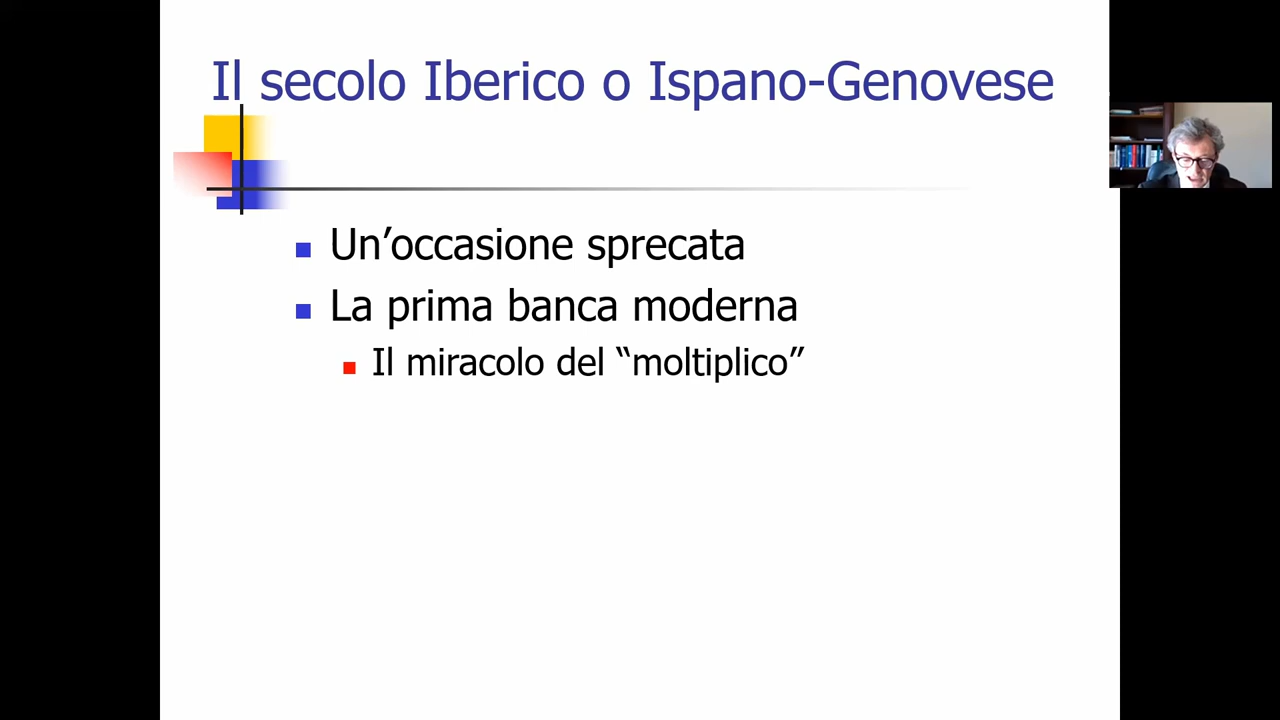 Il secolo Iberico o Ispano-Genovese
Un’occasione sprecata
La prima banca moderna
Il miracolo del “moltiplico”